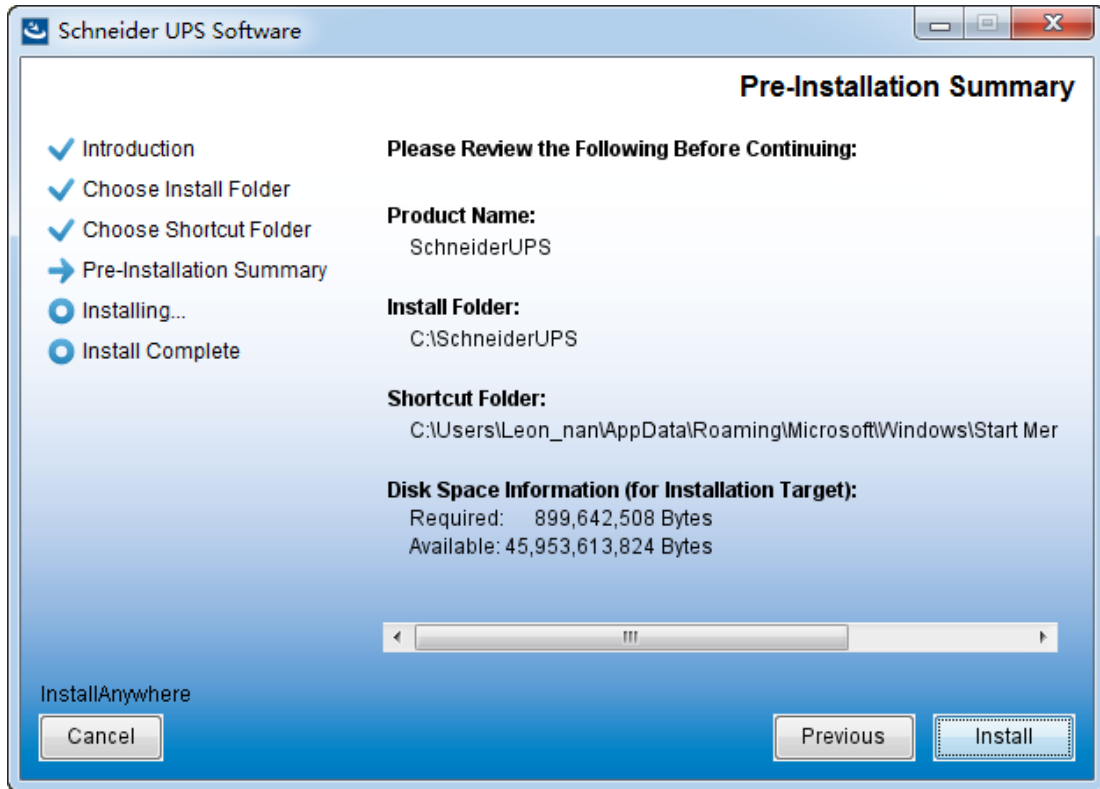 Schneider UPS Software
Pre-Installation Summary
Introduction
Choose Install Folder
Choose Shortcut Folder
Pre-Installation Summary
Installing...
Install Complete
Please Review the Following Before Continuing:
Product Name:
SchneiderUPS
Install Folder:
C:\SchneiderUPS
Shortcut Folder:
C:\Users\Leon_nan\AppData\Roaming\Microsoft\Windows\Start Mer
Disk Space Information (for Installation Target):
Required: 899,642,508 Bytes
Available: 45,953,613,824 Bytes
InstallAnywhere
Cancel
Previous
Install